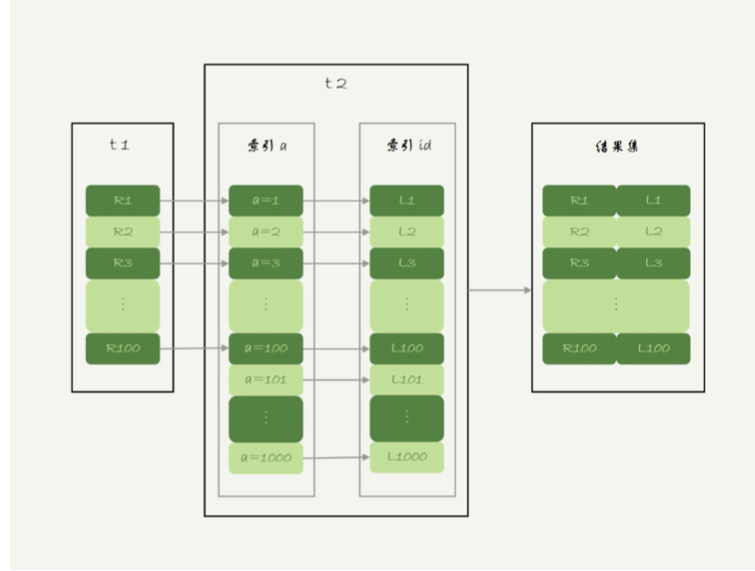 t2
t1
索引 a
索引 id
结果集
R1
a=1
L1
R1
L1
R2
a=2
L2
R2
L2
R3
a=3
L3
R3
L3
⋮
⋮
⋮
⋮
R100
a=100
L100
R100
L100
a=101
L101
⋮
⋮
a=1000
L1000